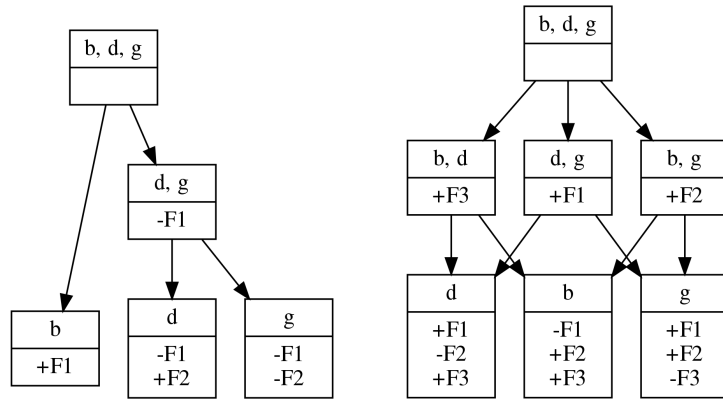 b, d, g
d, g
-F1
b
+F1
d
-F1
+F2
g
-F1
-F2
b, d, g
b, d
+F3
d, g
+F1
b, g
+F2
d
+F1
-F2
+F3
b
-F1
+F2
+F3
g
+F1
+F2
-F3